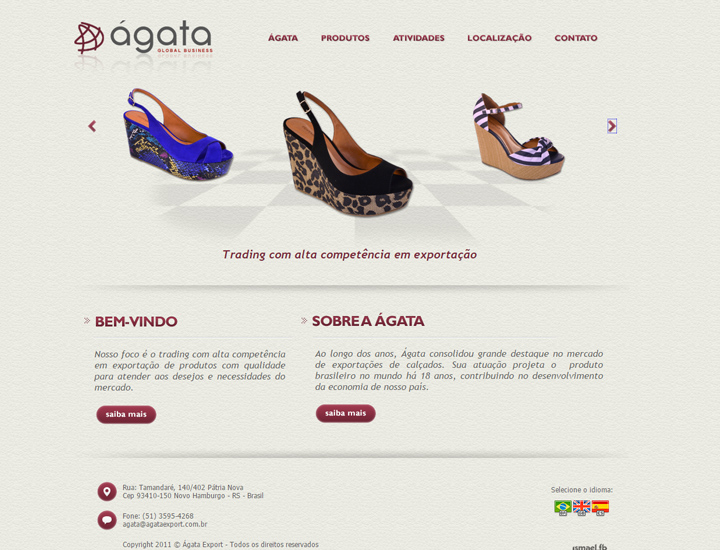 ágata
GLOBAL BUSINESS
ÁGATA PRODUTOS ATIVIDADES LOCALIZAÇÃO CONTATO
Trading com alta competência em exportação
BEM-VINDO
Nosso foco é o trading com alta competência
em exportação de produtos com qualidade
para atender aos desejos e necessidades do
mercado.
saiba mais
SOBRE A ÁGATA
Ao longo dos anos, Ágata consolidou grande destaque no mercado
de exportações de calçados. Sua atuação projeta o produto
brasileiro no mundo há 18 anos, contribuindo no desenvolvimento
da economia de nosso país.
saiba mais
Rua: Tamandaré, 140/402 Pátria Nova
Cep 93410-150 Novo Hamburgo - RS - Brasil
Fone: (51) 3595-4268
agata@agataexport.com.br
Copyright 2011 © Ágata Export - Todos os direitos reservados
Selecione o idioma:
ismael fb